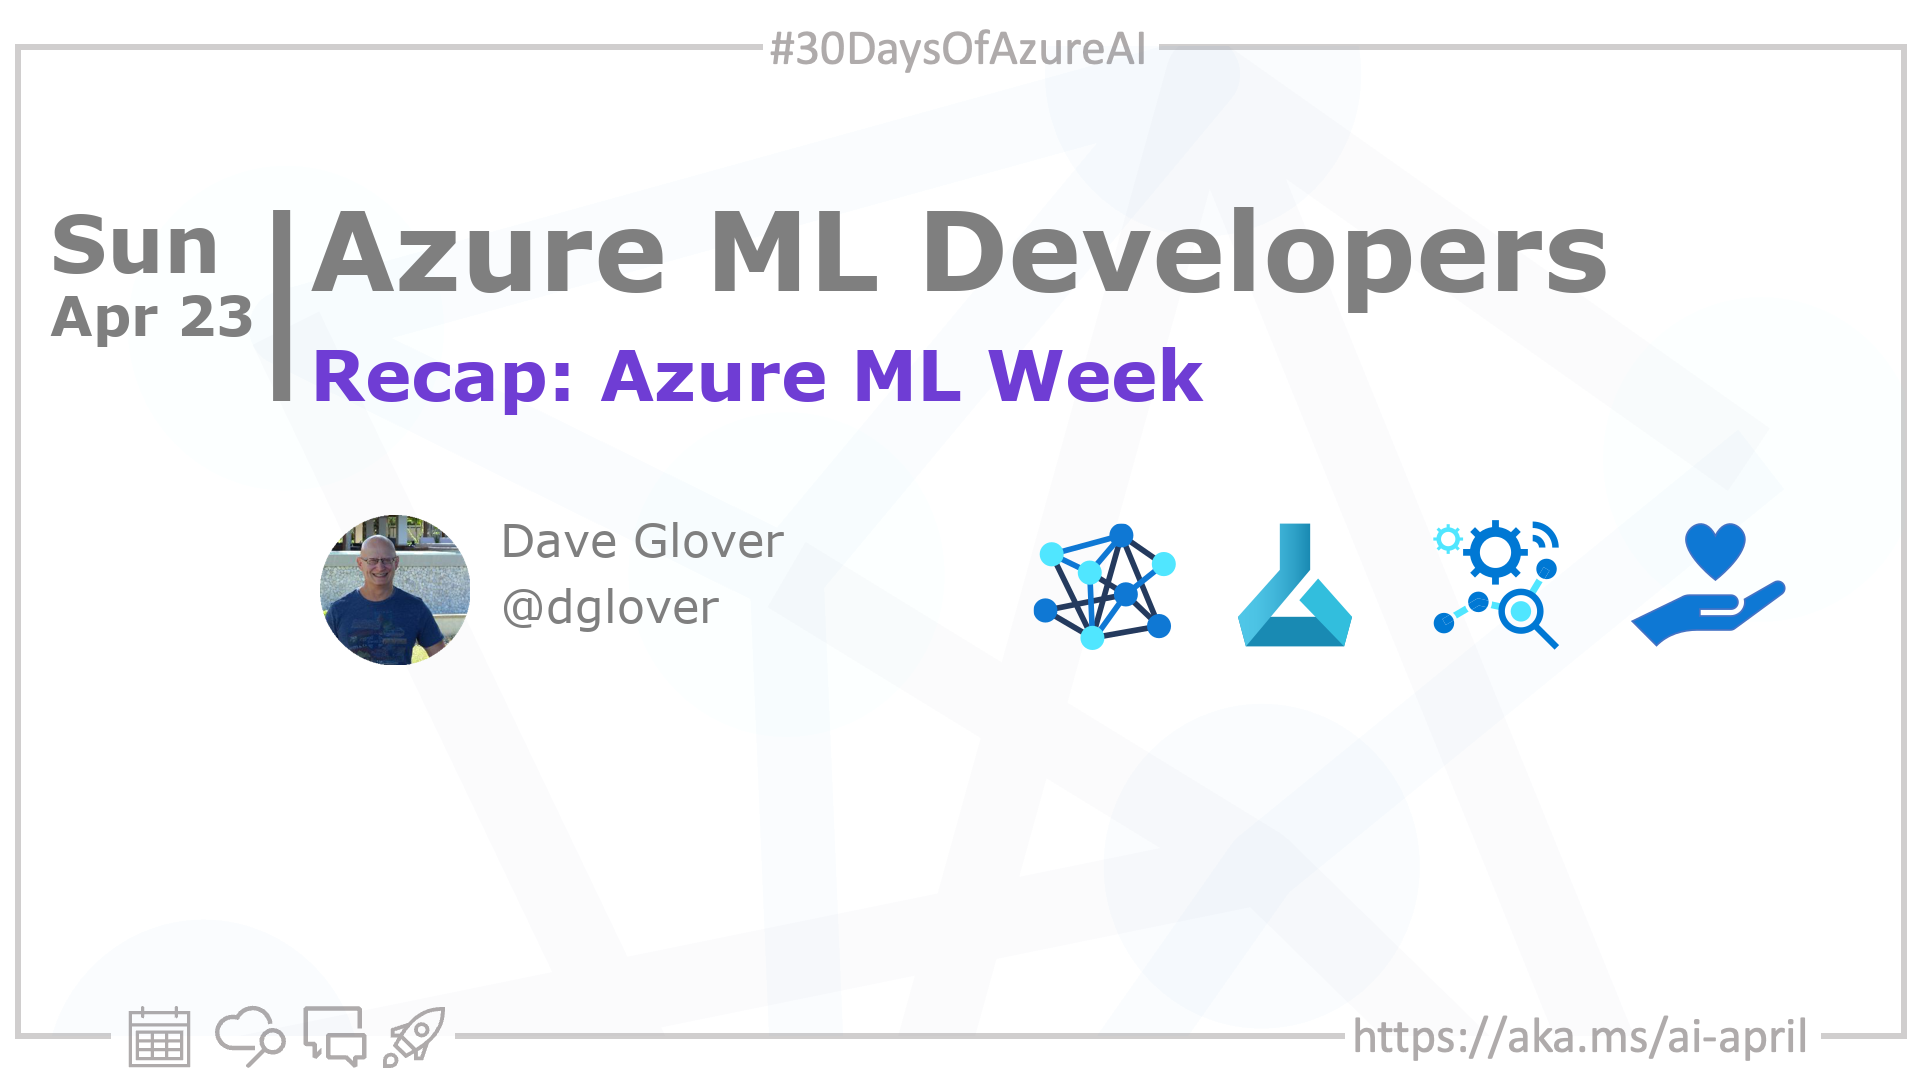 #30DaysOfAzureAI
Sun
Apr 23
Azure ML Developers
Recap: Azure ML Week
Dave Glover
@dglover
https://aka.ms/ai-april